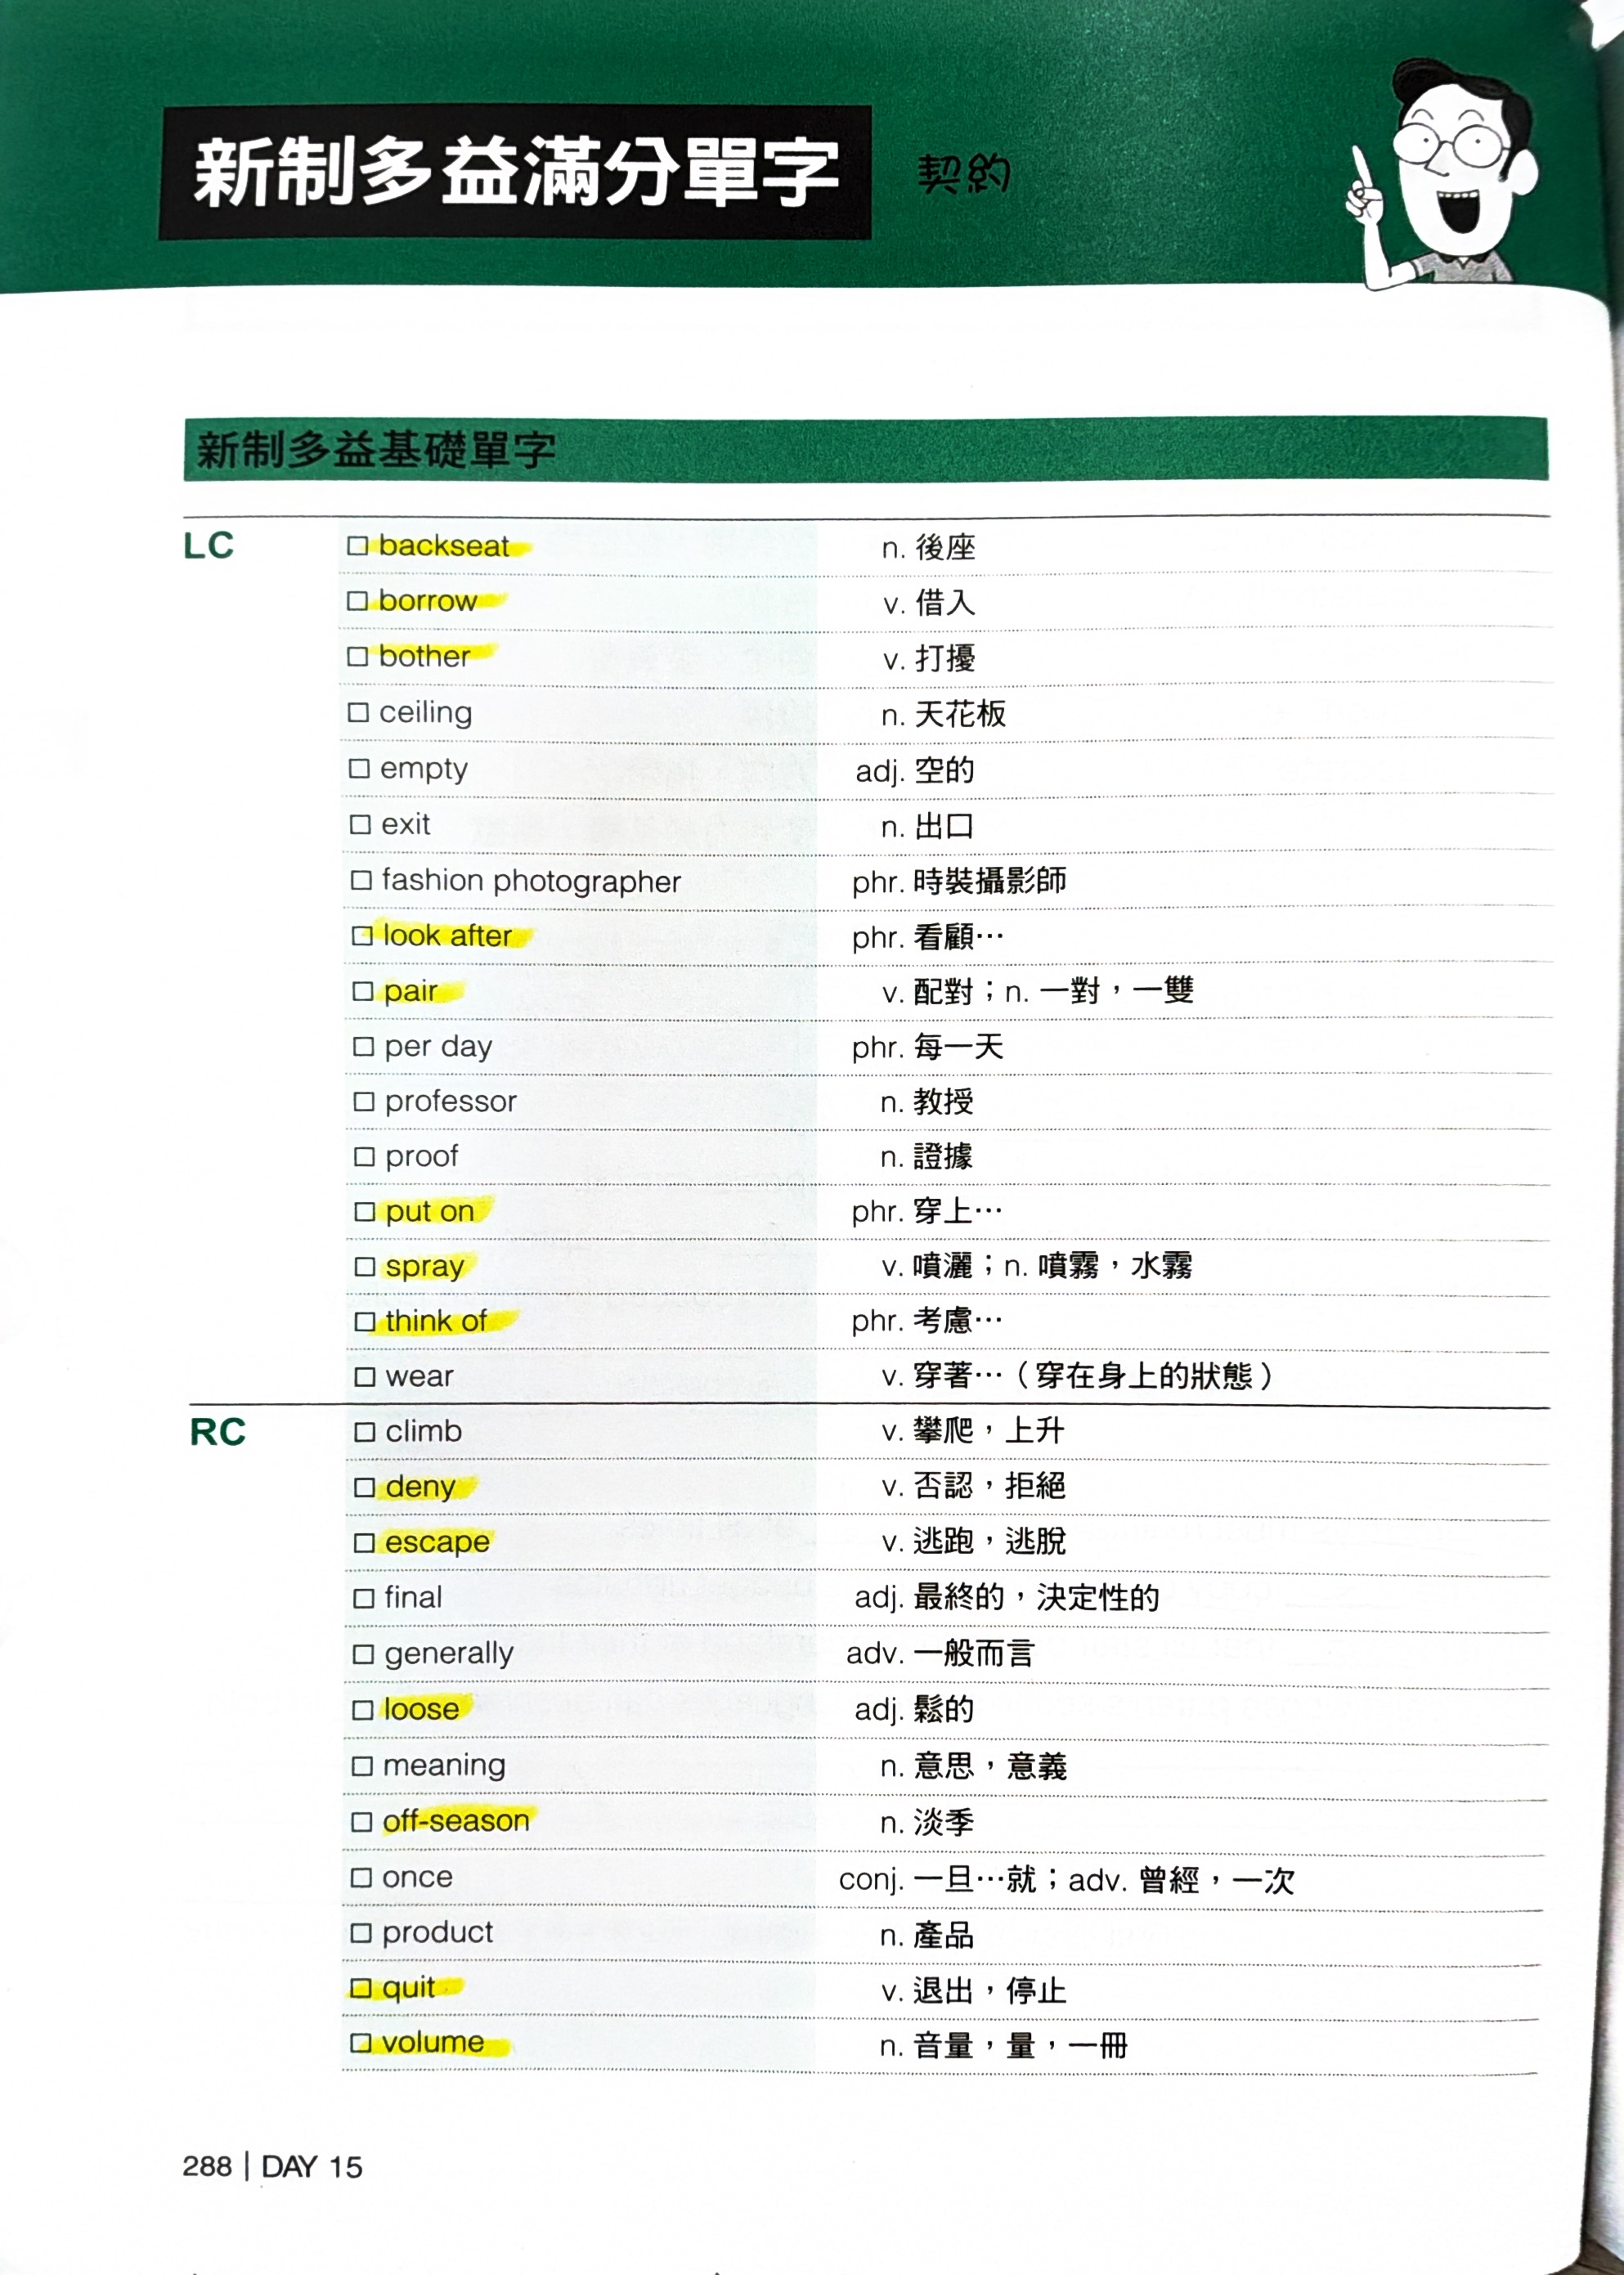 新制多益滿分單字 契約
新制多益基礎單字
LC □ backseat n. 後座
□ borrow v. 借入
□ bother v. 打擾
□ ceiling n. 天花板
□ empty adj. 空的
□ exit n. 出口
□ fashion photographer phr. 時裝攝影師
□ look after phr. 看顧…
□ pair v. 配對；n. 一對，一雙
□ per day phr. 每一天
□ professor n. 教授
□ proof n. 證據
□ put on phr. 穿上…
□ spray v. 噴灑；n. 噴霧，水霧
□ think of phr. 考慮…
□ wear v. 穿著…（穿在身上的狀態）
RC □ climb v. 攀爬，上升
□ deny v. 否認，拒絕
□ escape v. 逃跑，逃脫
□ final adj. 最終的，決定性的
□ generally adv. 一般而言
□ loose adj. 鬆的
□ meaning n. 意思，意義
□ off-season n. 淡季
□ once conj. 一旦…就；adv. 曾經，一次
□ product n. 產品
□ quit v. 退出，停止
□ volume n. 音量，量，一冊
288 | DAY 15